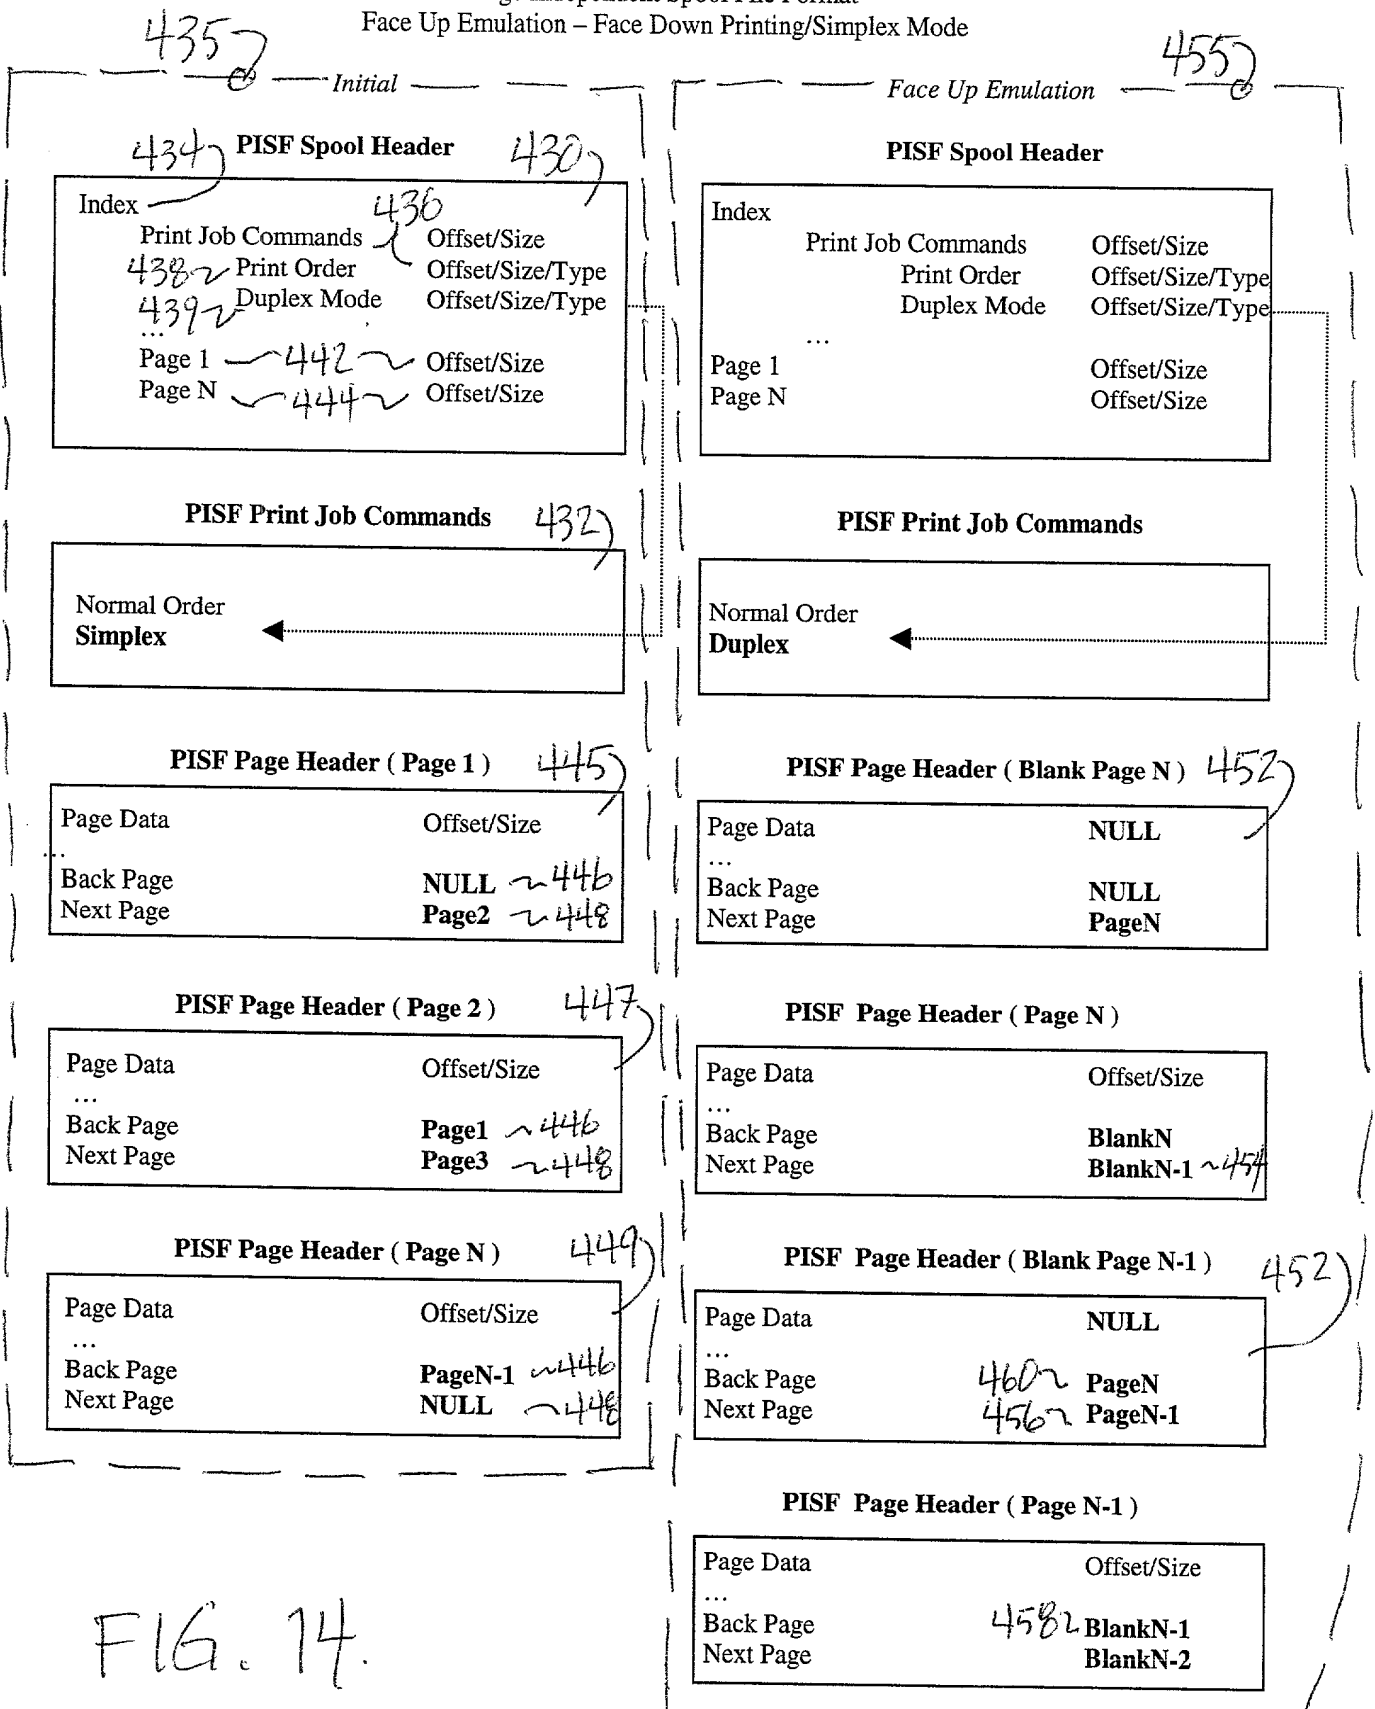 Independent Spool File Format
Face Up Emulation – Face Down Printing/Simplex Mode
435
Initial
PISF Spool Header
434
430
Index
436
Print Job Commands Offset/Size
438 Print Order Offset/Size/Type
439 Duplex Mode Offset/Size/Type
...
Page 1 442 Offset/Size
Page N 444 Offset/Size
PISF Print Job Commands 432
Normal Order
Simplex
PISF Page Header ( Page 1 ) 445
Page Data Offset/Size
...
Back Page NULL 446
Next Page Page2 448
PISF Page Header ( Page 2 ) 447
Page Data Offset/Size
...
Back Page Page1 446
Next Page Page3 448
PISF Page Header ( Page N ) 449
Page Data Offset/Size
...
Back Page PageN-1 446
Next Page NULL 448
FIG. 14.
455
Face Up Emulation
PISF Spool Header
Index
Print Job Commands Offset/Size
Print Order Offset/Size/Type
Duplex Mode Offset/Size/Type
...
Page 1 Offset/Size
Page N Offset/Size
PISF Print Job Commands
Normal Order
Duplex
PISF Page Header ( Blank Page N ) 452
Page Data NULL
...
Back Page NULL
Next Page PageN
PISF Page Header ( Page N )
Page Data Offset/Size
...
Back Page BlankN
Next Page BlankN-1 454
PISF Page Header ( Blank Page N-1 ) 452
Page Data NULL
...
Back Page 460 PageN
Next Page 456 PageN-1
PISF Page Header ( Page N-1 )
Page Data Offset/Size
...
Back Page 458 BlankN-1
Next Page BlankN-2